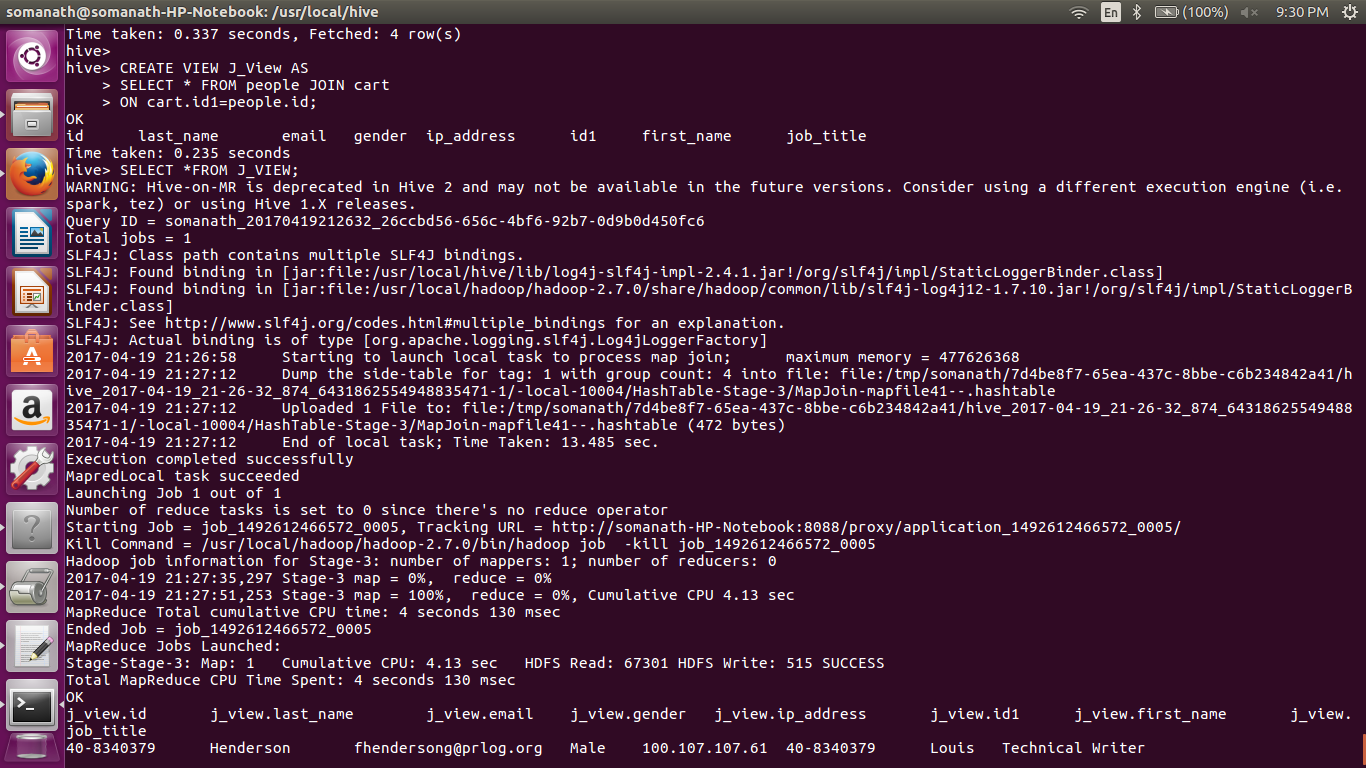 somanath@somanath-HP-Notebook: /usr/local/hive
En
(100%)
9:30 PM
Time taken: 0.337 seconds, Fetched: 4 row(s)
hive>
hive> CREATE VIEW J_View AS
    > SELECT * FROM people JOIN cart
    > ON cart.id1=people.id;
OK
id      last_name       email   gender  ip_address      id1     first_name      job_title
Time taken: 0.235 seconds
hive> SELECT *FROM J_VIEW;
WARNING: Hive-on-MR is deprecated in Hive 2 and may not be available in the future versions. Consider using a different execution engine (i.e.
spark, tez) or using Hive 1.X releases.
Query ID = somanath_20170419212632_26ccbd56-656c-4bf6-92b7-0d9b0d450fc6
Total jobs = 1
SLF4J: Class path contains multiple SLF4J bindings.
SLF4J: Found binding in [jar:file:/usr/local/hive/lib/log4j-slf4j-impl-2.4.1.jar!/org/slf4j/impl/StaticLoggerBinder.class]
SLF4J: Found binding in [jar:file:/usr/local/hadoop/hadoop-2.7.0/share/hadoop/common/lib/slf4j-log4j12-1.7.10.jar!/org/slf4j/impl/StaticLoggerB
inder.class]
SLF4J: See http://www.slf4j.org/codes.html#multiple_bindings for an explanation.
SLF4J: Actual binding is of type [org.apache.logging.slf4j.Log4jLoggerFactory]
2017-04-19 21:26:58     Starting to launch local task to process map join;      maximum memory = 477626368
2017-04-19 21:27:12     Dump the side-table for tag: 1 with group count: 4 into file: file:/tmp/somanath/7d4be8f7-65ea-437c-8bbe-c6b234842a41/h
ive_2017-04-19_21-26-32_874_6431862554948835471-1/-local-10004/HashTable-Stage-3/MapJoin-mapfile41--.hashtable
2017-04-19 21:27:12     Uploaded 1 File to: file:/tmp/somanath/7d4be8f7-65ea-437c-8bbe-c6b234842a41/hive_2017-04-19_21-26-32_874_64318625549488
35471-1/-local-10004/HashTable-Stage-3/MapJoin-mapfile41--.hashtable (472 bytes)
2017-04-19 21:27:12     End of local task; Time Taken: 13.485 sec.
Execution completed successfully
MapredLocal task succeeded
Launching Job 1 out of 1
Number of reduce tasks is set to 0 since there's no reduce operator
Starting Job = job_1492612466572_0005, Tracking URL = http://somanath-HP-Notebook:8088/proxy/application_1492612466572_0005/
Kill Command = /usr/local/hadoop/hadoop-2.7.0/bin/hadoop job  -kill job_1492612466572_0005
Hadoop job information for Stage-3: number of mappers: 1; number of reducers: 0
2017-04-19 21:27:35,297 Stage-3 map = 0%,  reduce = 0%
2017-04-19 21:27:51,253 Stage-3 map = 100%,  reduce = 0%, Cumulative CPU 4.13 sec
MapReduce Total cumulative CPU time: 4 seconds 130 msec
Ended Job = job_1492612466572_0005
MapReduce Jobs Launched:
Stage-Stage-3: Map: 1   Cumulative CPU: 4.13 sec   HDFS Read: 67301 HDFS Write: 515 SUCCESS
Total MapReduce CPU Time Spent: 4 seconds 130 msec
OK
j_view.id       j_view.last_name        j_view.email    j_view.gender   j_view.ip_address       j_view.id1      j_view.first_name       j_view.
job_title
40-8340379      Henderson       fhendersong@prlog.org   Male    100.107.107.61  40-8340379      Louis   Technical Writer